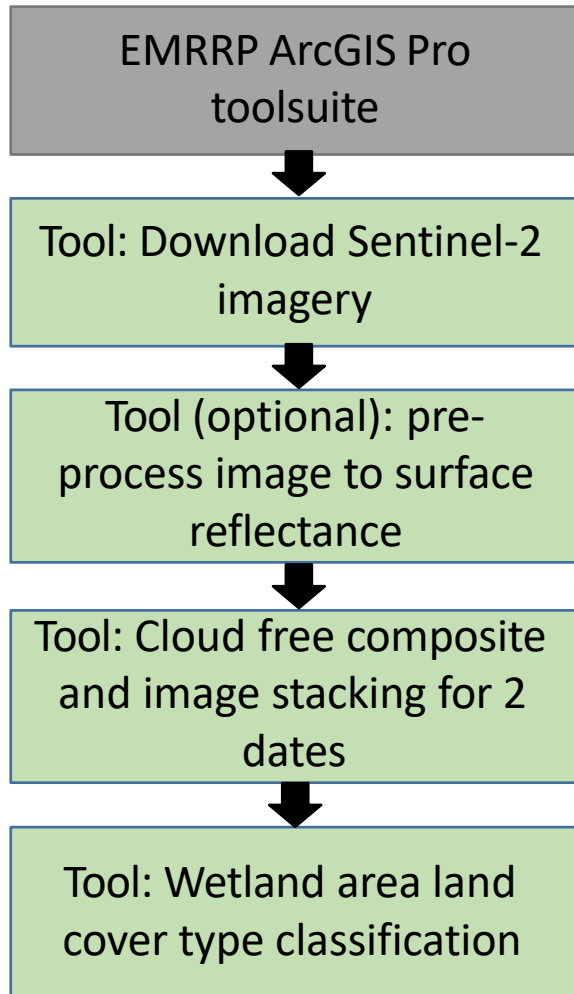 EMRRP ArcGIS Pro
toolsuite
Tool: Download Sentinel-2
imagery
Tool (optional): pre-
process image to surface
reflectance
Tool: Cloud free composite
and image stacking for 2
dates
Tool: Wetland area land
cover type classification